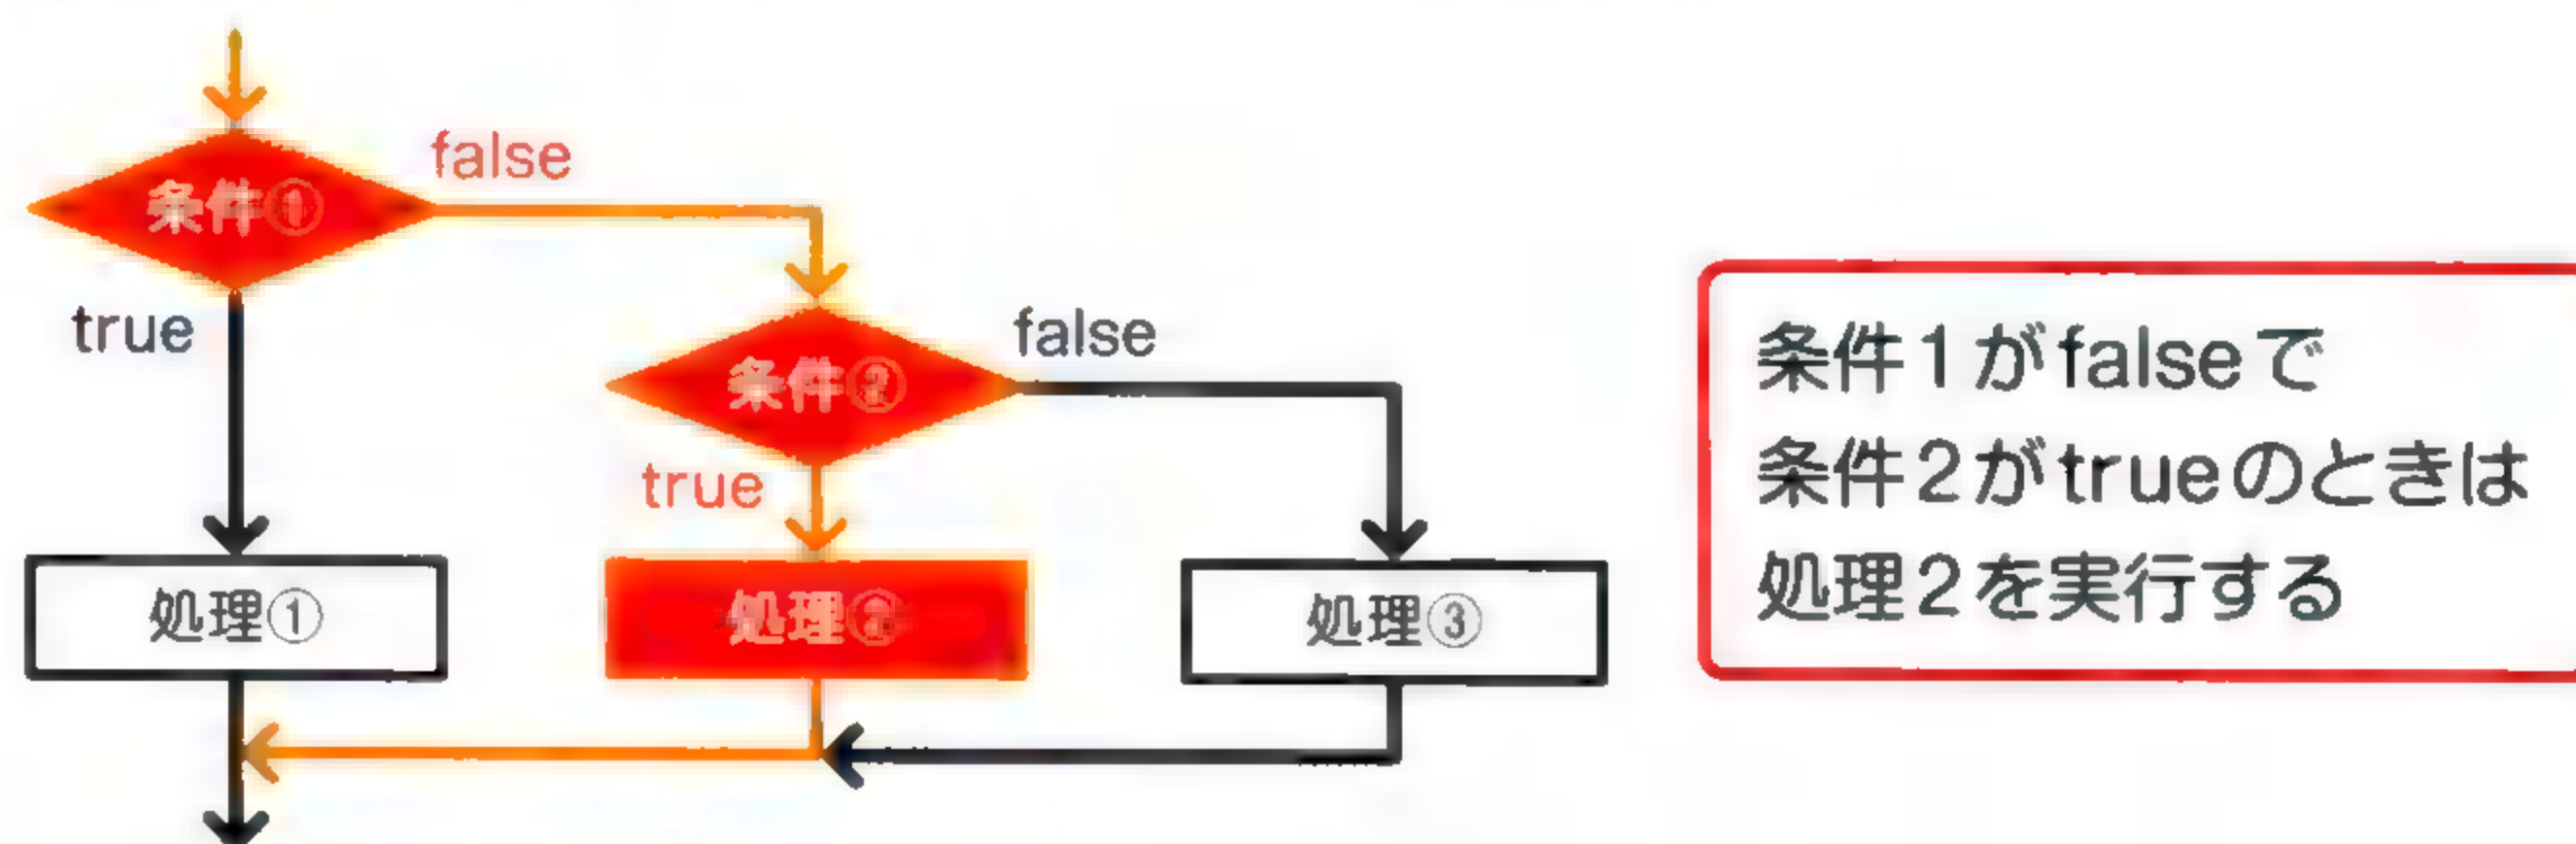 条件①
false
true
条件②
false
true
処理①
処理②
処理③
条件1がfalseで
条件2がtrueのときは
処理2を実行する